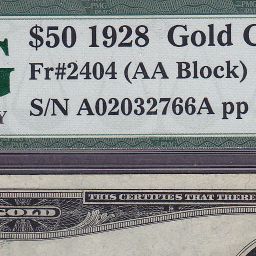 $50 1928 Gold C
Fr#2404 (AA Block)
S/N A02032766A pp
THIS CERTIFIES THAT THERE
GOLD